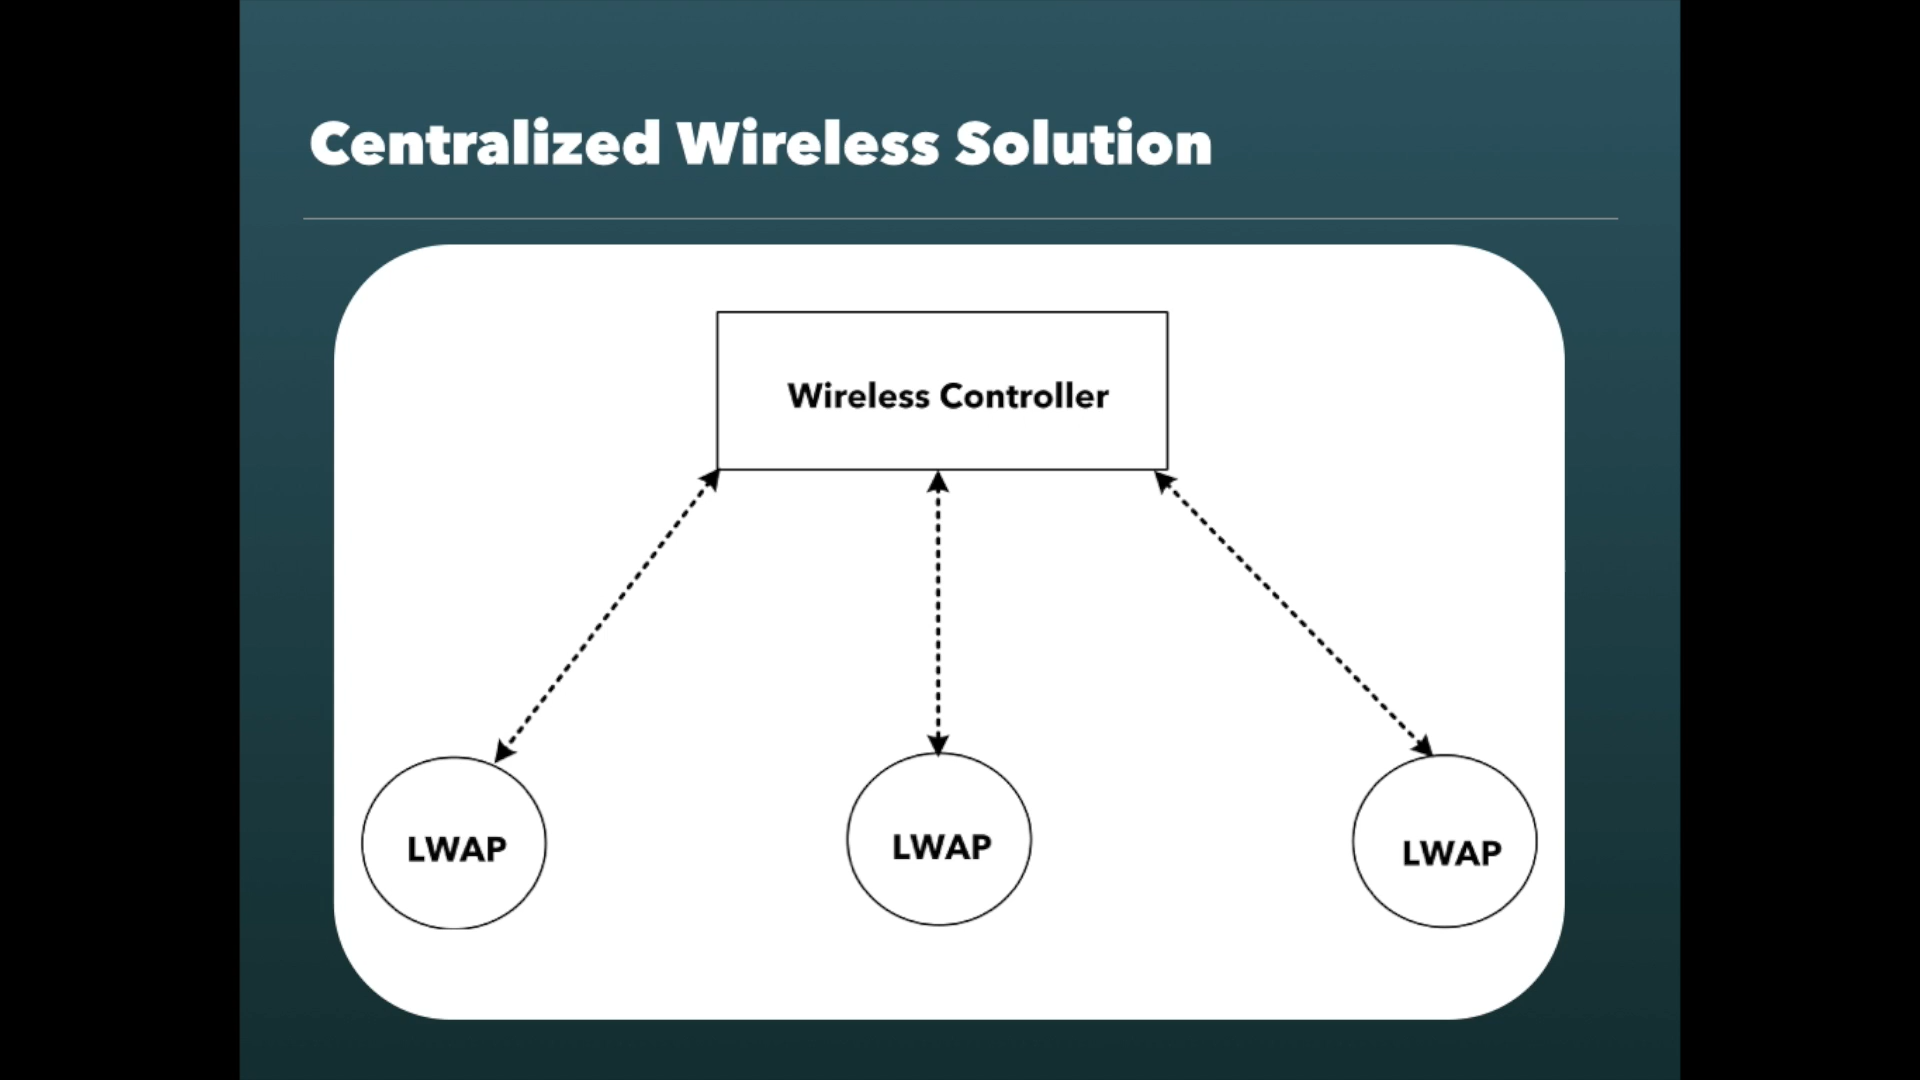 Centralized Wireless Solution
Wireless Controller
LWAP
LWAP
LWAP